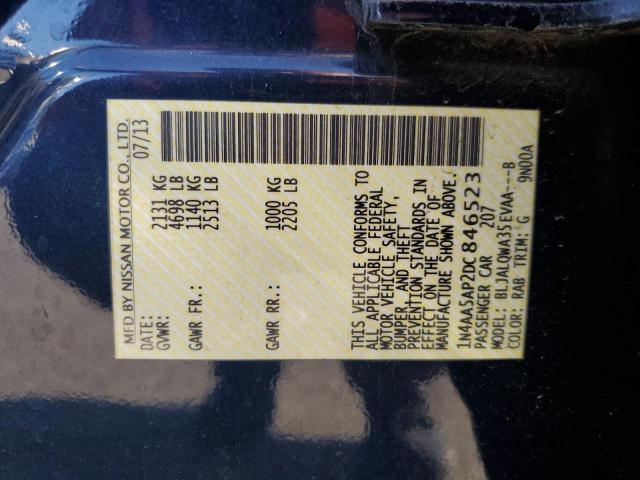 MFD BY NISSAN MOTOR CO., LTD.
DATE: 07/13
GVWR: 2131 KG
4698 LB
GAWR FR.: 1140 KG
2513 LB
GAWR RR.: 1000 KG
2205 LB
THIS VEHICLE CONFORMS TO
ALL APPLICABLE FEDERAL
MOTOR VEHICLE SAFETY,
BUMPER, AND THEFT
PREVENTION STANDARDS IN
EFFECT ON THE DATE OF
MANUFACTURE SHOWN ABOVE.
1N4AA5AP2DC846523
PASSENGER CAR 207
MODEL: BLJALQWA35EVAA---B
COLOR: RAB TRIM: G 9N00A